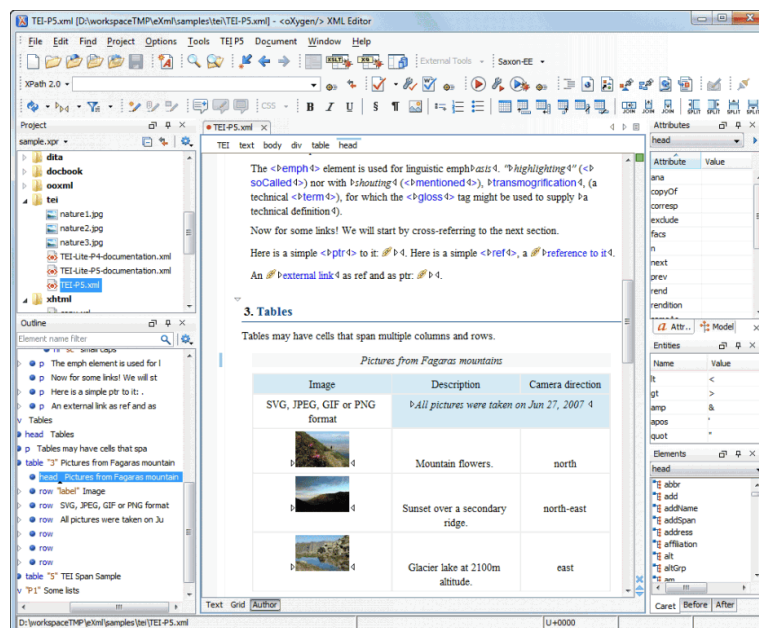 TEI-P5.xml [D:\workspaceTMP\eXml\samples\tei\TEI-P5.xml] - <oXygen/> XML Editor
File Edit Find Project Options Tools TEI P5 Document Window Help
External Tools Saxon-EE
XPath 2.0
CSS B I U § ¶ JOIN JOIN JOIN SPLIT SPLIT SPLIT SPLIT
Project
sample.xpr
dita
docbook
ooxml
tei
nature1.jpg
nature2.jpg
nature3.jpg
TEI-Lite-P4-documentation.xml
TEI-Lite-P5-documentation.xml
TEI-P5.xml
xhtml
Outline
Element name filter
small caps
p The emph element is used for l
p Now for some links! We will st
p Here is a simple ptr to it: .
p An external link as ref and as
v Tables
head Tables
p Tables may have cells that spa
table "3" Pictures from Fagaras mountain
head Pictures from Fagaras mountain
row "label" Image
row SVG, JPEG, GIF or PNG format
row All pictures were taken on Ju
row
row
row
table "5" TEI Span Sample
v "P1" Some lists
TEI-P5.xml
TEI text body div table head
The <emph> element is used for linguistic emphasis. "highlighting" (<
soCalled>) nor with shouting (<mentioned>), transmogrification, (a
technical <term>), for which the <gloss> tag might be used to supply a
technical definition).
Now for some links! We will start by cross-referring to the next section.
Here is a simple <ptr> to it: . Here is a simple <ref>, a reference to it.
An external link as ref and as ptr: .
3. Tables
Tables may have cells that span multiple columns and rows.
Pictures from Fagaras mountains
Image Description Camera direction
SVG, JPEG, GIF or PNG All pictures were taken on Jun 27, 2007
format
Mountain flowers. north
Sunset over a secondary north-east
ridge.
Glacier lake at 2100m east
altitude.
Text Grid Author
Attributes
head
Attribute Value
ana
copyOf
corresp
exclude
facs
n
next
prev
rend
rendition
Attr.. Model
Entities
Name Value
lt <
gt >
amp &
apos '
quot "
Elements
head
abbr
add
addName
addSpan
address
affiliation
alt
altGrp
am
Caret Before After
D:\workspaceTMP\eXml\samples\tei\TEI-P5.xml U+0000